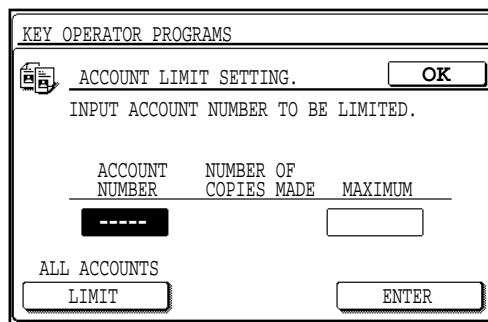 KEY OPERATOR PROGRAMS
ACCOUNT LIMIT SETTING. OK
INPUT ACCOUNT NUMBER TO BE LIMITED.
ACCOUNT NUMBER OF
NUMBER COPIES MADE MAXIMUM
-----
ALL ACCOUNTS
LIMIT ENTER